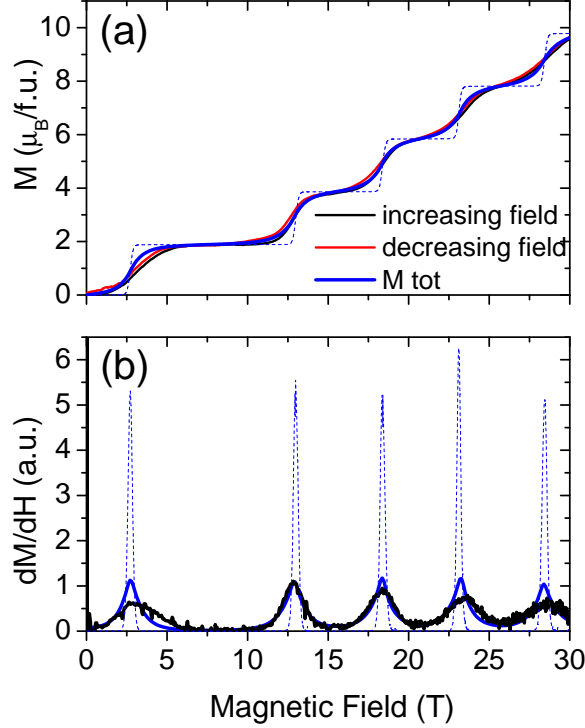 (a)
10
8
6
4
2
0
M (μB/f.u.)
increasing field
decreasing field
M tot
(b)
6
5
4
3
2
1
0
dM/dH (a.u.)
0 5 10 15 20 25 30
Magnetic Field (T)